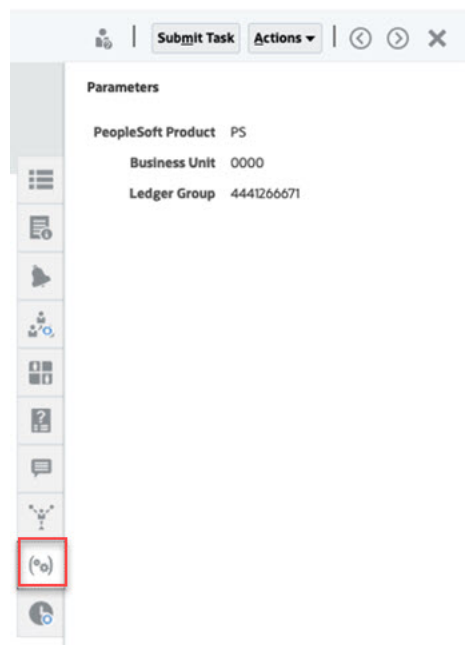 Submit Task Actions
Parameters
PeopleSoft Product PS
Business Unit 0000
Ledger Group 4441266671